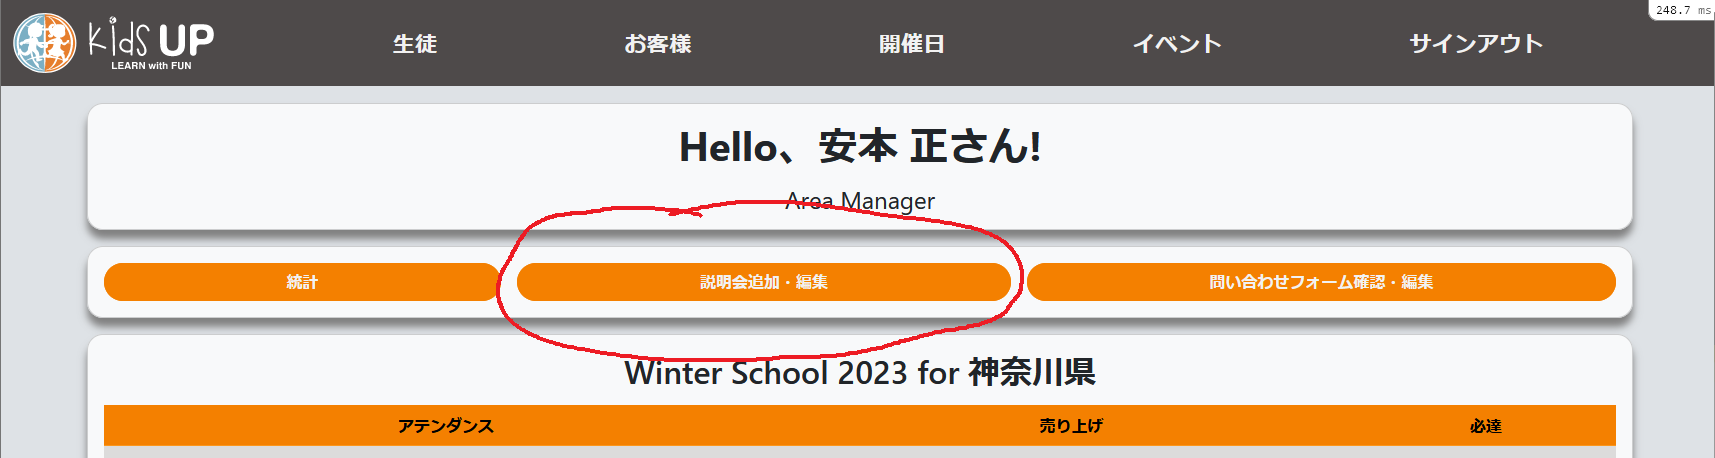 248.7 ms
kids UP
LEARN with FUN
生徒 お客様 開催日 イベント サインアウト
Hello、安本 正さん!
Area Manager
統計 説明会追加・編集 問い合わせフォーム確認・編集
Winter School 2023 for 神奈川県
アテンダンス 売り上げ 必達